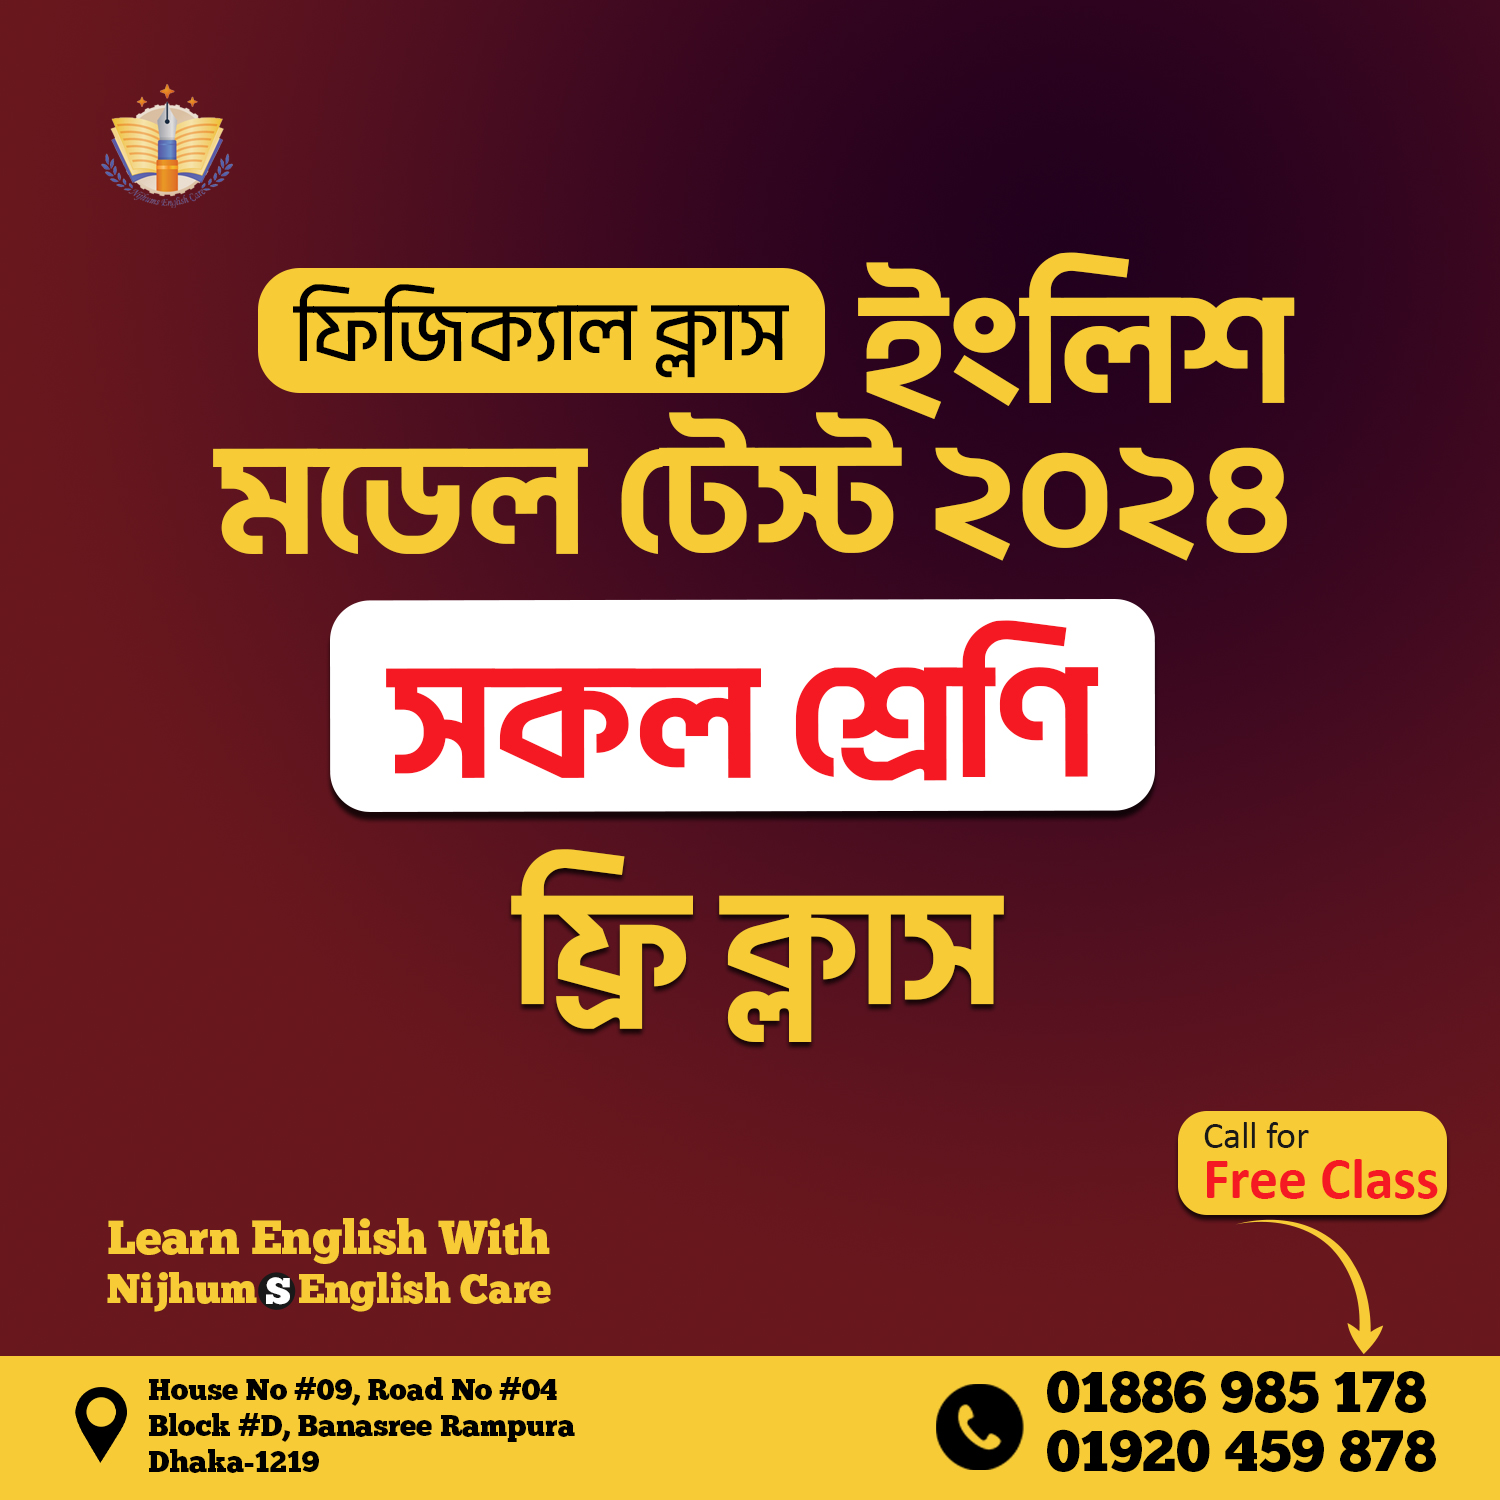 ফিজিক্যাল ক্লাস ইংলিশ
মডেল টেস্ট ২০২৪
সকল শ্রেণি
ফ্রি ক্লাস
Call for
Free Class
Learn English With
Nijhum s English Care
House No #09, Road No #04
Block #D, Banasree Rampura
Dhaka-1219
01886 985 178
01920 459 878